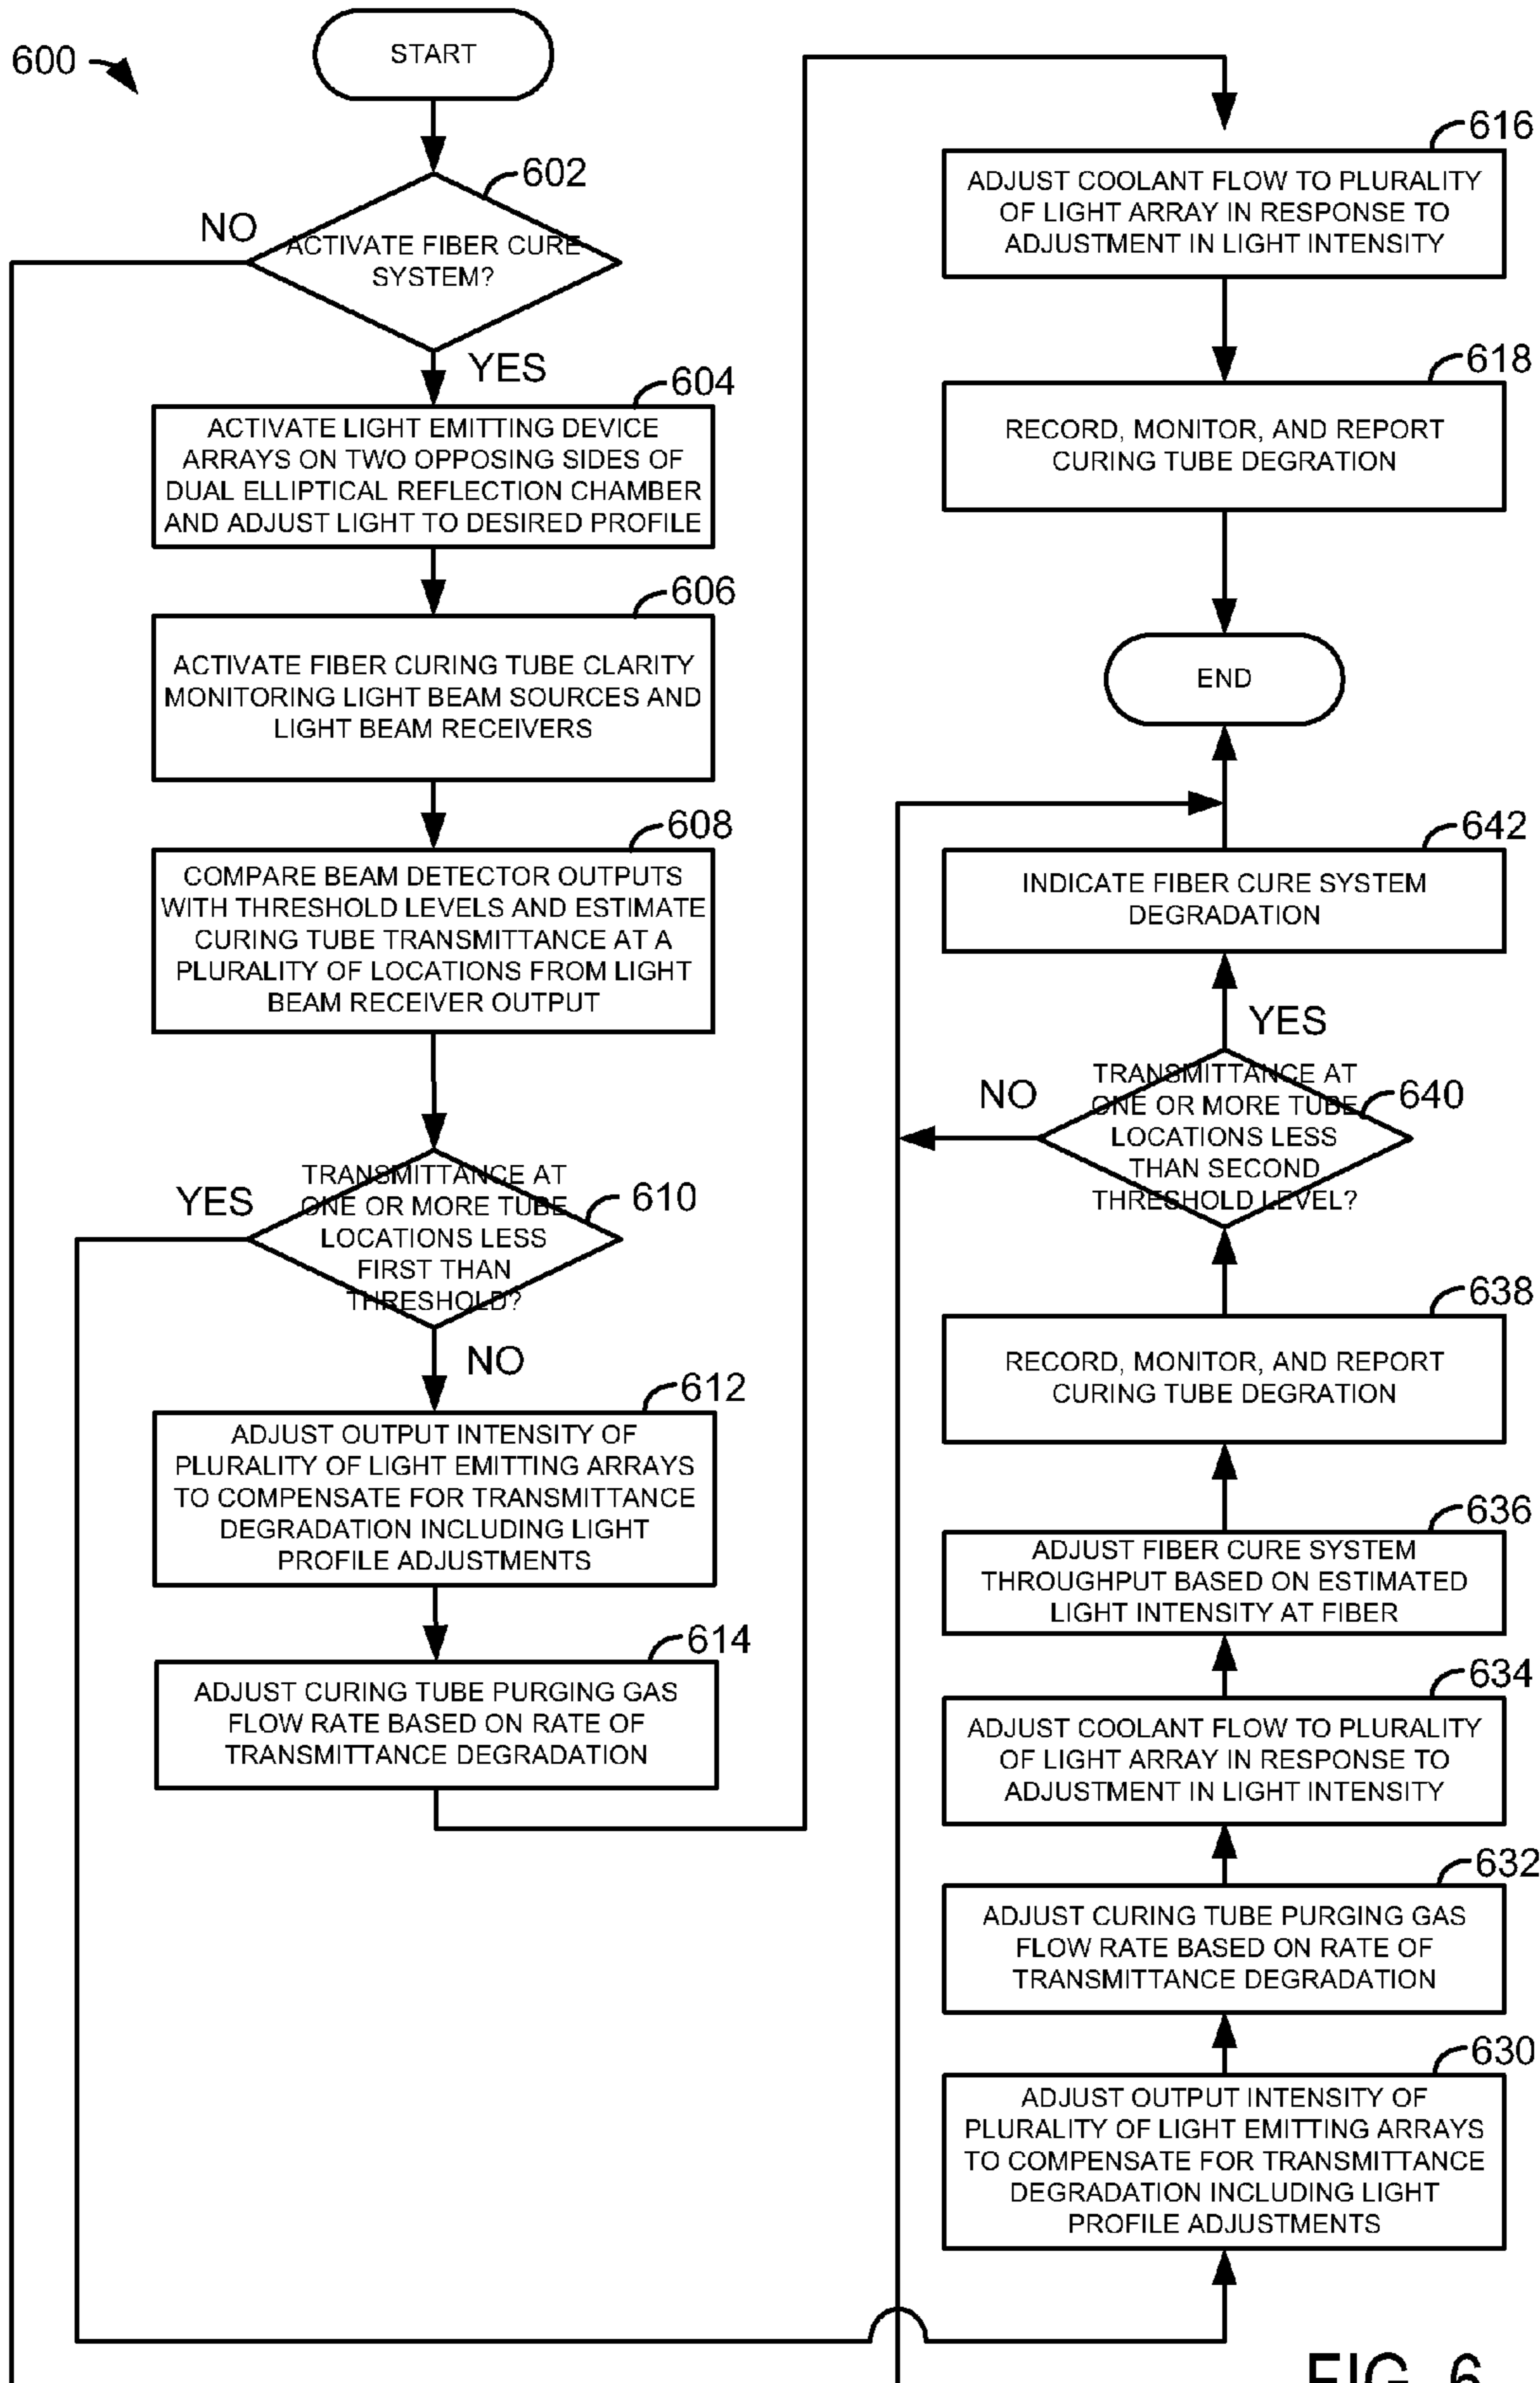 600
START
602
NO
ACTIVATE FIBER CURE
SYSTEM?
YES
604
ACTIVATE LIGHT EMITTING DEVICE
ARRAYS ON TWO OPPOSING SIDES OF
DUAL ELLIPTICAL REFLECTION CHAMBER
AND ADJUST LIGHT TO DESIRED PROFILE
606
ACTIVATE FIBER CURING TUBE CLARITY
MONITORING LIGHT BEAM SOURCES AND
LIGHT BEAM RECEIVERS
608
COMPARE BEAM DETECTOR OUTPUTS
WITH THRESHOLD LEVELS AND ESTIMATE
CURING TUBE TRANSMITTANCE AT A
PLURALITY OF LOCATIONS FROM LIGHT
BEAM RECEIVER OUTPUT
YES
TRANSMITTANCE AT
ONE OR MORE TUBE
LOCATIONS LESS
FIRST THAN
THRESHOLD?
610
NO
612
ADJUST OUTPUT INTENSITY OF
PLURALITY OF LIGHT EMITTING ARRAYS
TO COMPENSATE FOR TRANSMITTANCE
DEGRADATION INCLUDING LIGHT
PROFILE ADJUSTMENTS
614
ADJUST CURING TUBE PURGING GAS
FLOW RATE BASED ON RATE OF
TRANSMITTANCE DEGRADATION
616
ADJUST COOLANT FLOW TO PLURALITY
OF LIGHT ARRAY IN RESPONSE TO
ADJUSTMENT IN LIGHT INTENSITY
618
RECORD, MONITOR, AND REPORT
CURING TUBE DEGRATION
END
642
INDICATE FIBER CURE SYSTEM
DEGRADATION
YES
NO
TRANSMITTANCE AT
ONE OR MORE TUBE
LOCATIONS LESS
THAN SECOND
THRESHOLD LEVEL?
640
638
RECORD, MONITOR, AND REPORT
CURING TUBE DEGRATION
636
ADJUST FIBER CURE SYSTEM
THROUGHPUT BASED ON ESTIMATED
LIGHT INTENSITY AT FIBER
634
ADJUST COOLANT FLOW TO PLURALITY
OF LIGHT ARRAY IN RESPONSE TO
ADJUSTMENT IN LIGHT INTENSITY
632
ADJUST CURING TUBE PURGING GAS
FLOW RATE BASED ON RATE OF
TRANSMITTANCE DEGRADATION
630
ADJUST OUTPUT INTENSITY OF
PLURALITY OF LIGHT EMITTING ARRAYS
TO COMPENSATE FOR TRANSMITTANCE
DEGRADATION INCLUDING LIGHT
PROFILE ADJUSTMENTS
FIG. 6